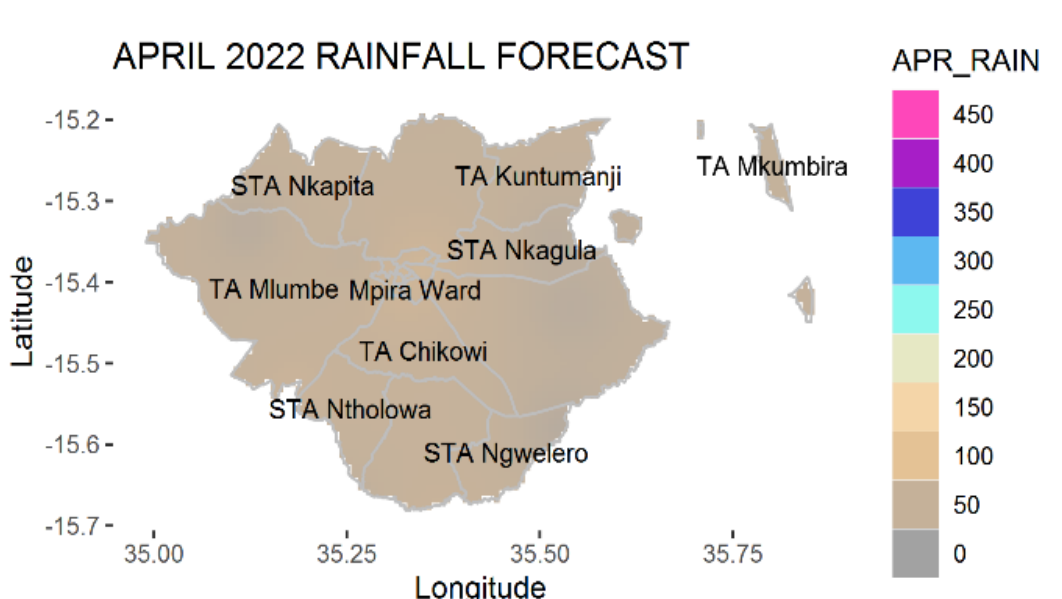 APRIL 2022 RAINFALL FORECAST
APR_RAIN
450
400
350
300
250
200
150
100
50
0
Latitude
-15.2
-15.3
-15.4
-15.5
-15.6
-15.7
TA Mkumbira
STA Nkapita
TA Kuntumanji
STA Nkagula
TA Mlumbe
Mpira Ward
TA Chikowi
STA Ntholowa
STA Ngwelero
35.00
35.25
35.50
35.75
Longitude